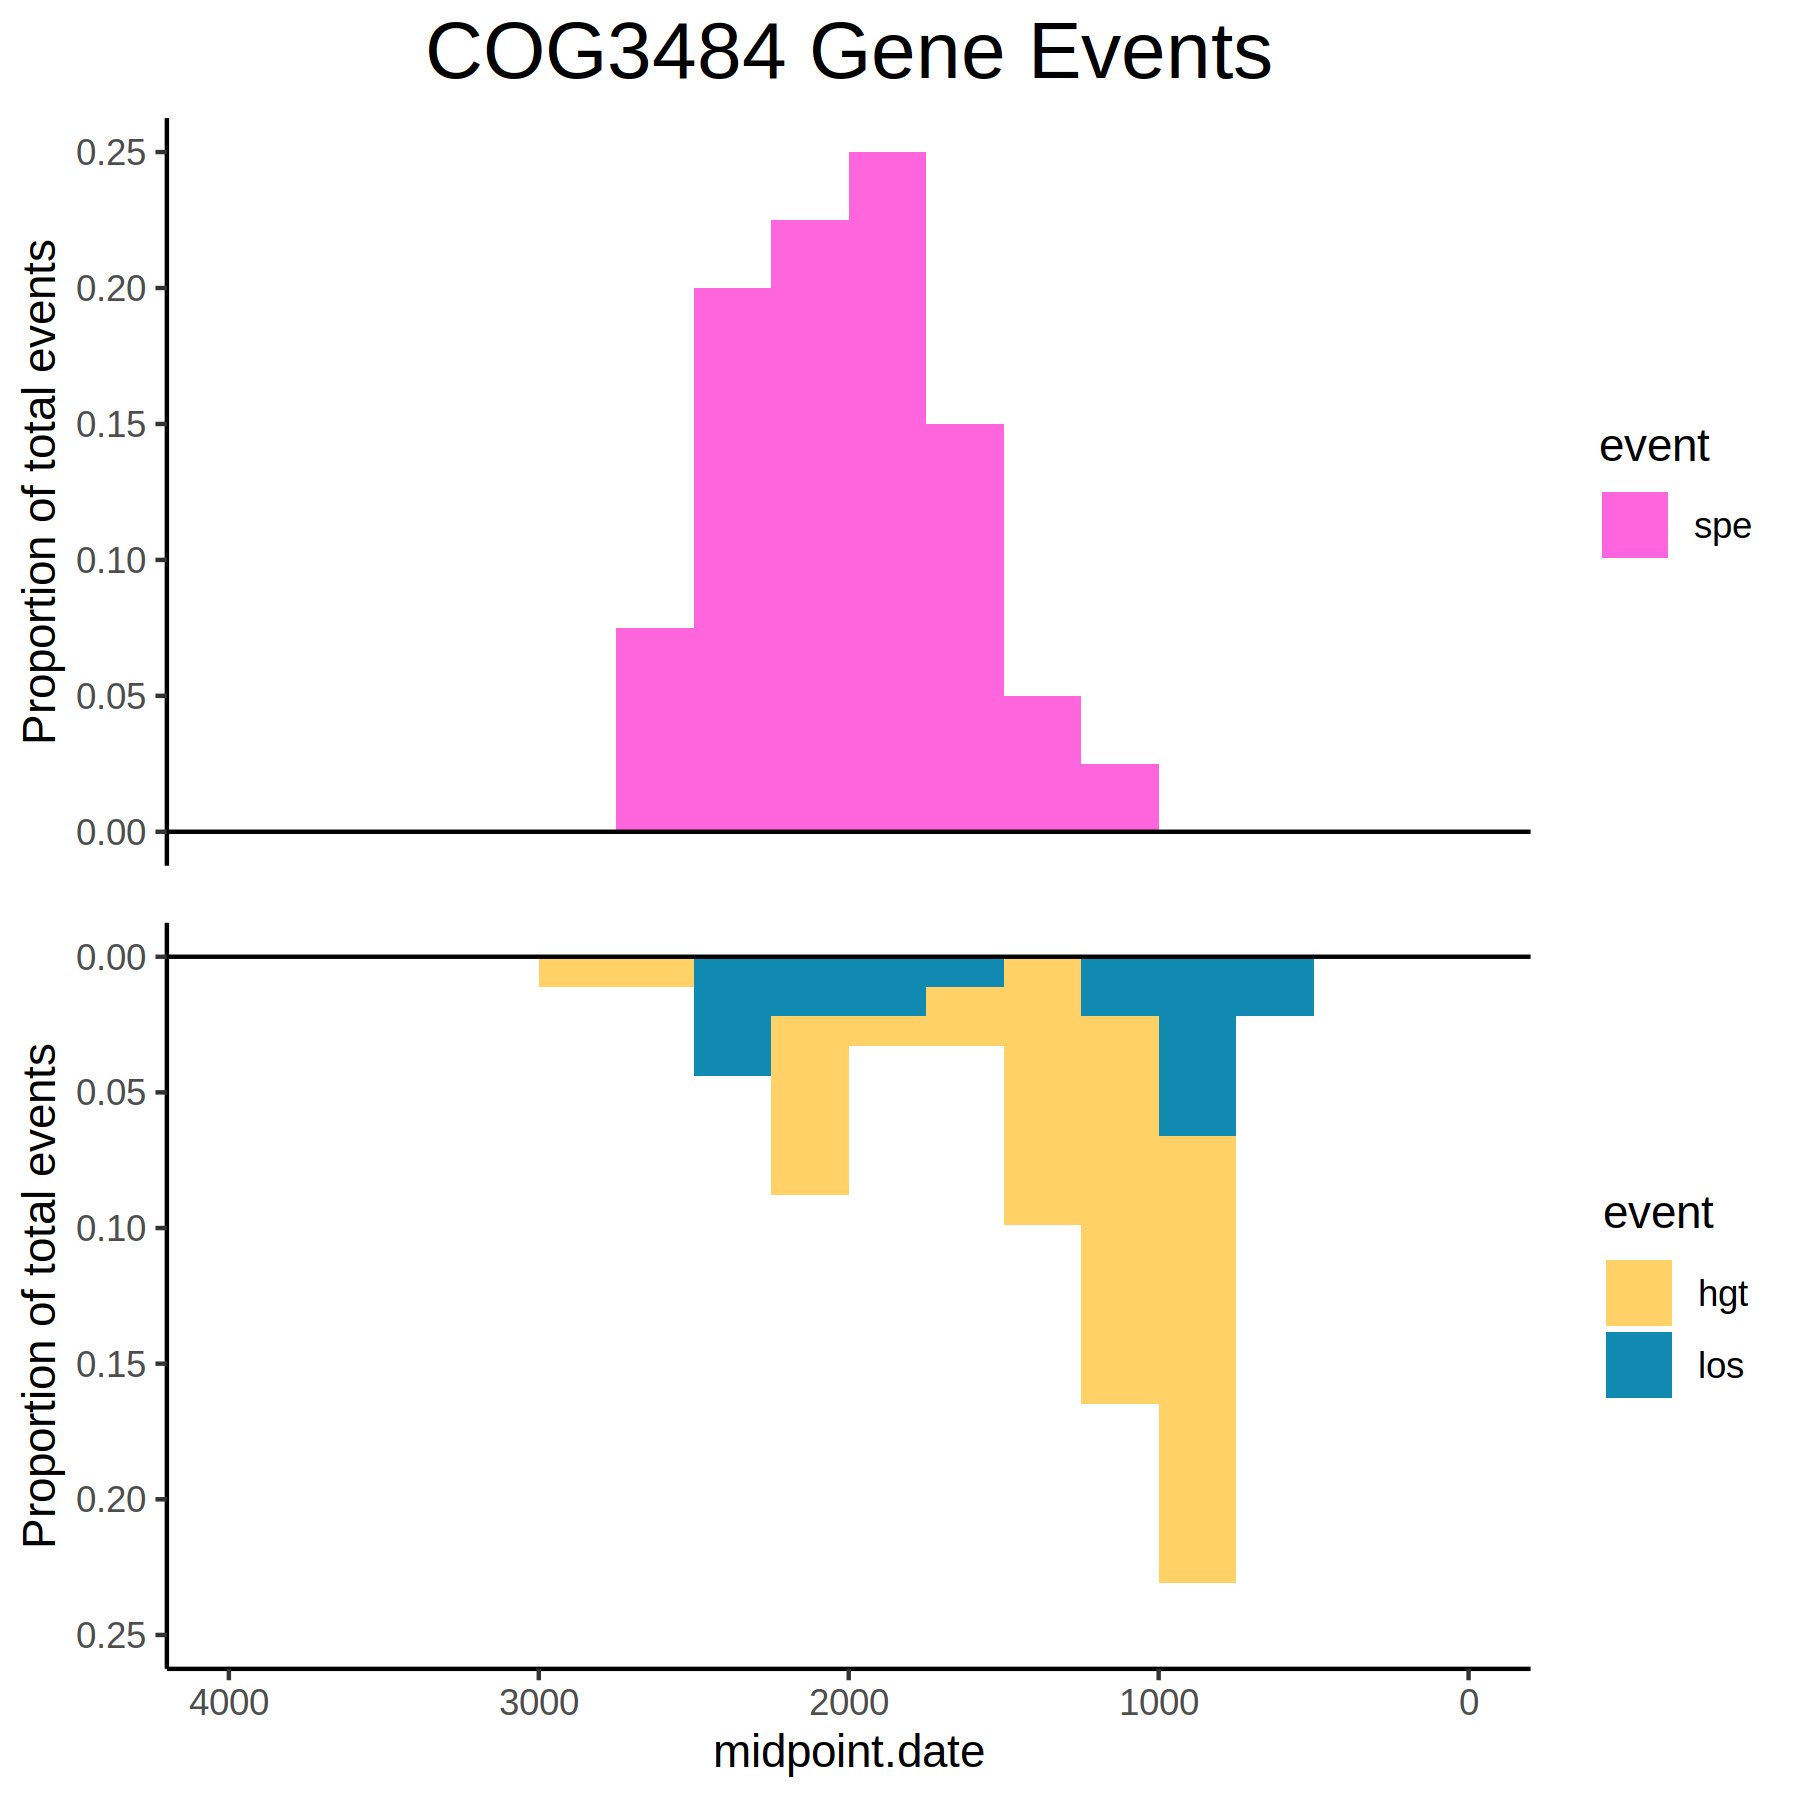 COG3484 Gene Events
Proportion of total events
0.25
0.20
0.15
0.10
0.05
0.00
event
spe
Proportion of total events
0.00
0.05
0.10
0.15
0.20
0.25
event
hgt
los
4000 3000 2000 1000 0
midpoint.date